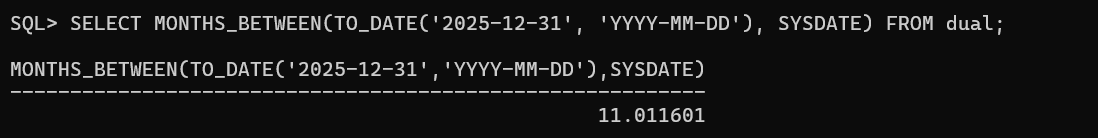 SQL> SELECT MONTHS_BETWEEN(TO_DATE('2025-12-31', 'YYYY-MM-DD'), SYSDATE) FROM dual;
MONTHS_BETWEEN(TO_DATE('2025-12-31','YYYY-MM-DD'),SYSDATE)
----------------------------------------------------------
11.011601